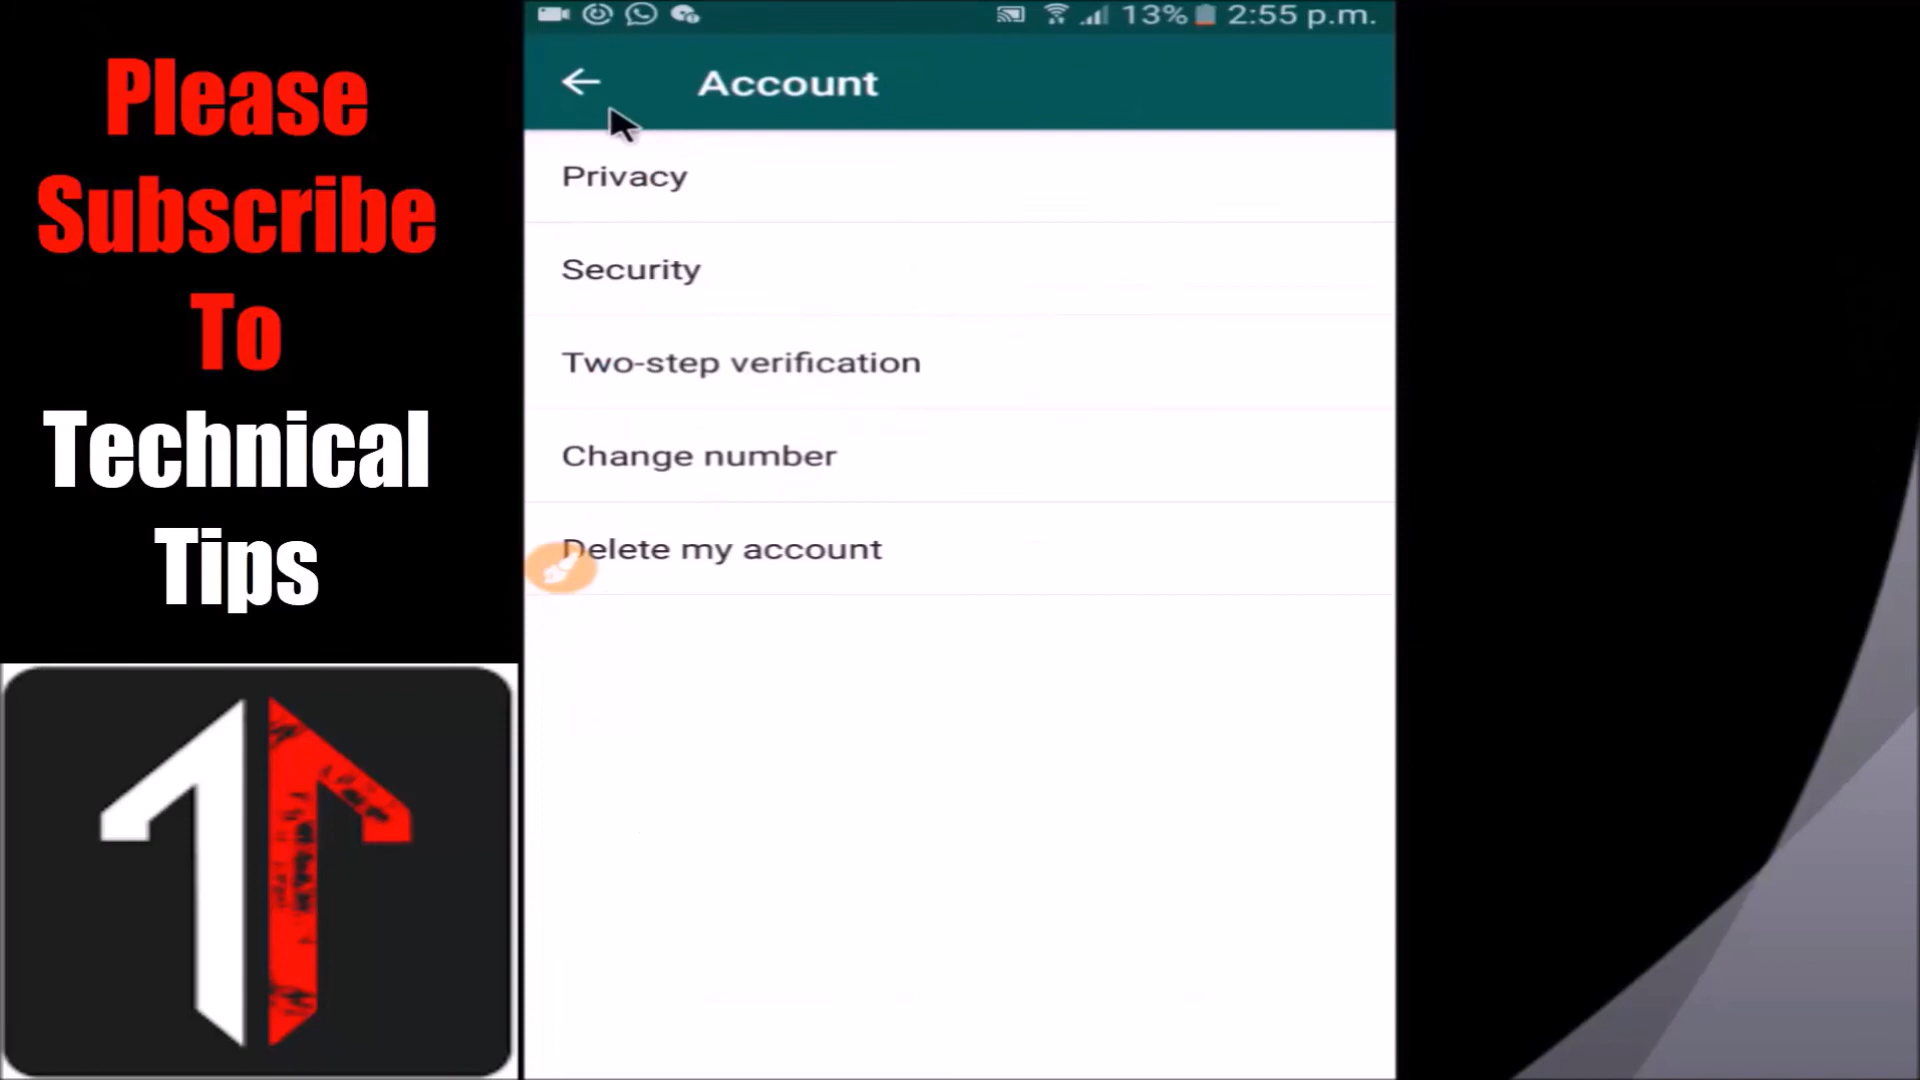 Please
Subscribe
To
Technical
Tips
13% 2:55 p.m.
Account
Privacy
Security
Two-step verification
Change number
Delete my account